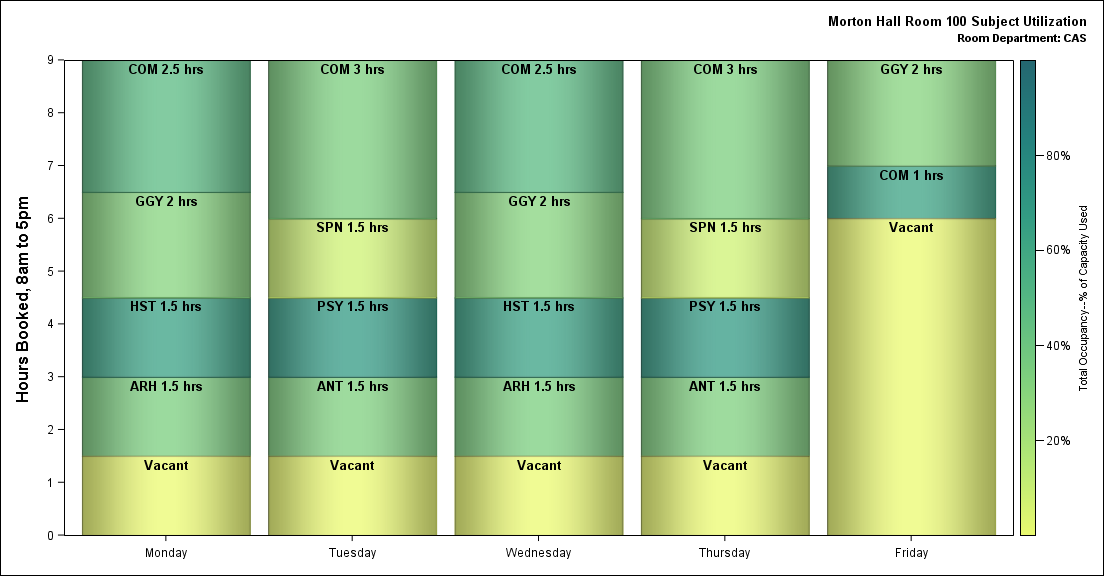 Morton Hall Room 100 Subject Utilization
Room Department: CAS
Hours Booked, 8am to 5pm
9
8
7
6
5
4
3
2
1
0
COM 2.5 hrs
GGY 2 hrs
HST 1.5 hrs
ARH 1.5 hrs
Vacant
Monday
COM 3 hrs
SPN 1.5 hrs
PSY 1.5 hrs
ANT 1.5 hrs
Vacant
Tuesday
COM 2.5 hrs
GGY 2 hrs
HST 1.5 hrs
ARH 1.5 hrs
Vacant
Wednesday
COM 3 hrs
SPN 1.5 hrs
PSY 1.5 hrs
ANT 1.5 hrs
Vacant
Thursday
GGY 2 hrs
COM 1 hrs
Vacant
Friday
80%
60%
40%
20%
Total Occupancy--% of Capacity Used